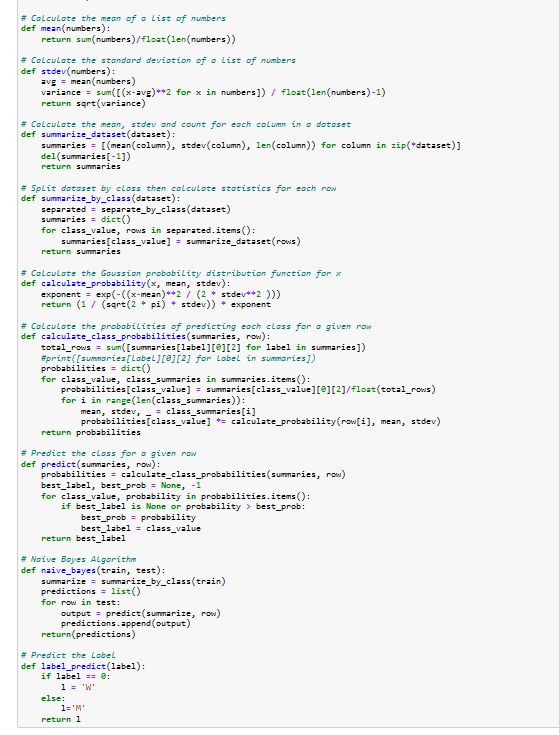 # Calculate the mean of a list of numbers
def mean(numbers):
    return sum(numbers)/float(len(numbers))

# Calculate the standard deviation of a list of numbers
def stdev(numbers):
    avg = mean(numbers)
    variance = sum([(x-avg)**2 for x in numbers]) / float(len(numbers)-1)
    return sqrt(variance)

# Calculate the mean, stdev and count for each column in a dataset
def summarize_dataset(dataset):
    summaries = [(mean(column), stdev(column), len(column)) for column in zip(*dataset)]
    del(summaries[-1])
    return summaries

# Split dataset by class then calculate statistics for each row
def summarize_by_class(dataset):
    separated = separate_by_class(dataset)
    summaries = dict()
    for class_value, rows in separated.items():
        summaries[class_value] = summarize_dataset(rows)
    return summaries

# Calculate the Gaussian probability distribution function for x
def calculate_probability(x, mean, stdev):
    exponent = exp(-((x-mean)**2 / (2 * stdev**2 )))
    return (1 / (sqrt(2 * pi) * stdev)) * exponent

# Calculate the probabilities of predicting each class for a given row
def calculate_class_probabilities(summaries, row):
    total_rows = sum([summaries[label][0][2] for label in summaries])
    #print([summaries[label][0][2] for label in summaries])
    probabilities = dict()
    for class_value, class_summaries in summaries.items():
        probabilities[class_value] = summaries[class_value][0][2]/float(total_rows)
        for i in range(len(class_summaries)):
            mean, stdev, _ = class_summaries[i]
            probabilities[class_value] *= calculate_probability(row[i], mean, stdev)
    return probabilities

# Predict the class for a given row
def predict(summaries, row):
    probabilities = calculate_class_probabilities(summaries, row)
    best_label, best_prob = None, -1
    for class_value, probability in probabilities.items():
        if best_label is None or probability > best_prob:
            best_prob = probability
            best_label = class_value
    return best_label

# Naive Bayes Algorithm
def naive_bayes(train, test):
    summarize = summarize_by_class(train)
    predictions = list()
    for row in test:
        output = predict(summarize, row)
        predictions.append(output)
    return(predictions)

# Predict the Label
def label_predict(label):
    if label == 0:
        l = 'W'
    else:
        l='M'
    return l